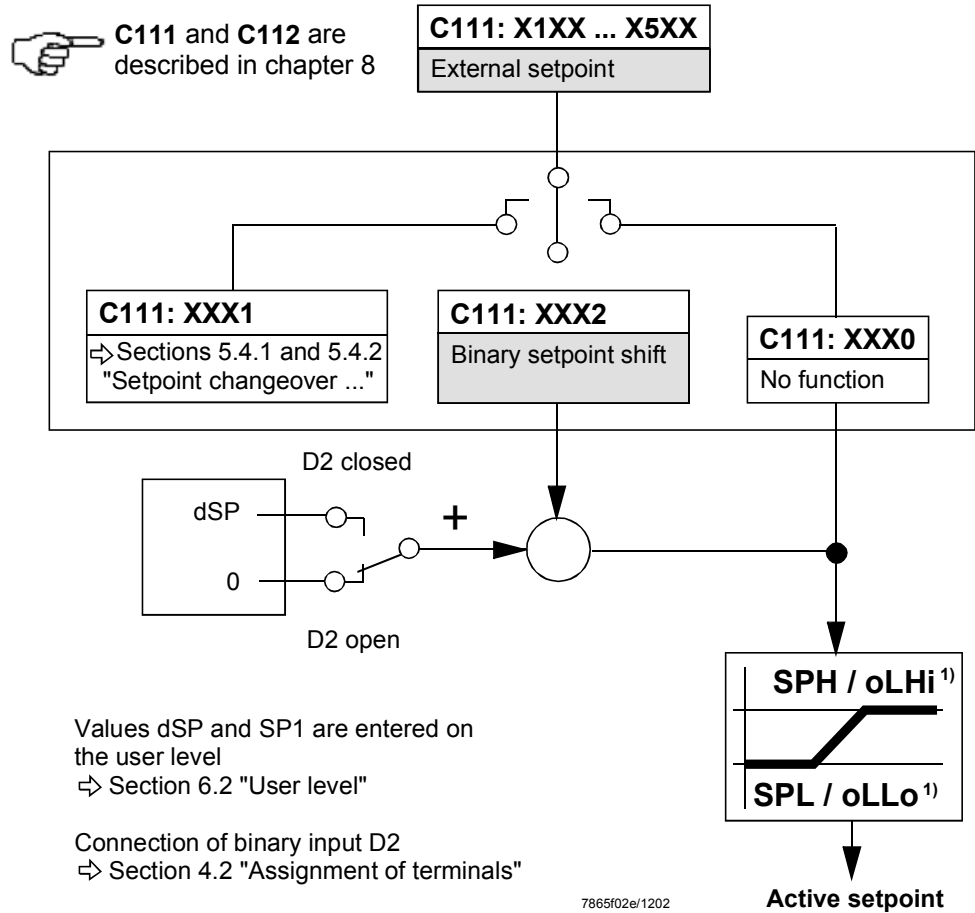 C111 and C112 are
described in chapter 8
C111: X1XX ... X5XX
External setpoint
C111: XXX1
⇨ Sections 5.4.1 and 5.4.2
"Setpoint changeover ..."
C111: XXX2
Binary setpoint shift
C111: XXX0
No function
D2 closed
dSP
+
0
D2 open
SPH / oLHi 1)
SPL / oLLo 1)
Values dSP and SP1 are entered on
the user level
⇨ Section 6.2 "User level"
Connection of binary input D2
⇨ Section 4.2 "Assignment of terminals"
7865f02e/1202
Active setpoint